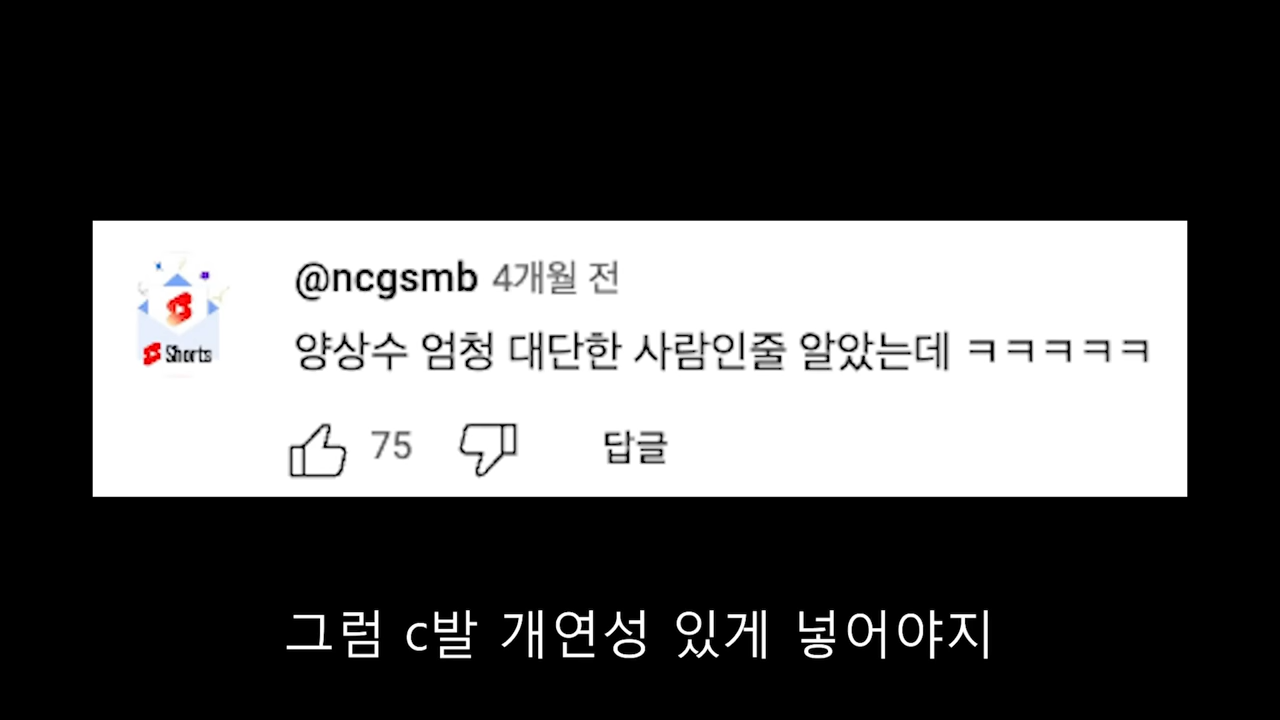 @ncgsmb 4개월 전
양상수 엄청 대단한 사람인줄 알았는데 ㅋㅋㅋㅋㅋ
Shorts
75 답글
그럼 c발 개연성 있게 넣어야지